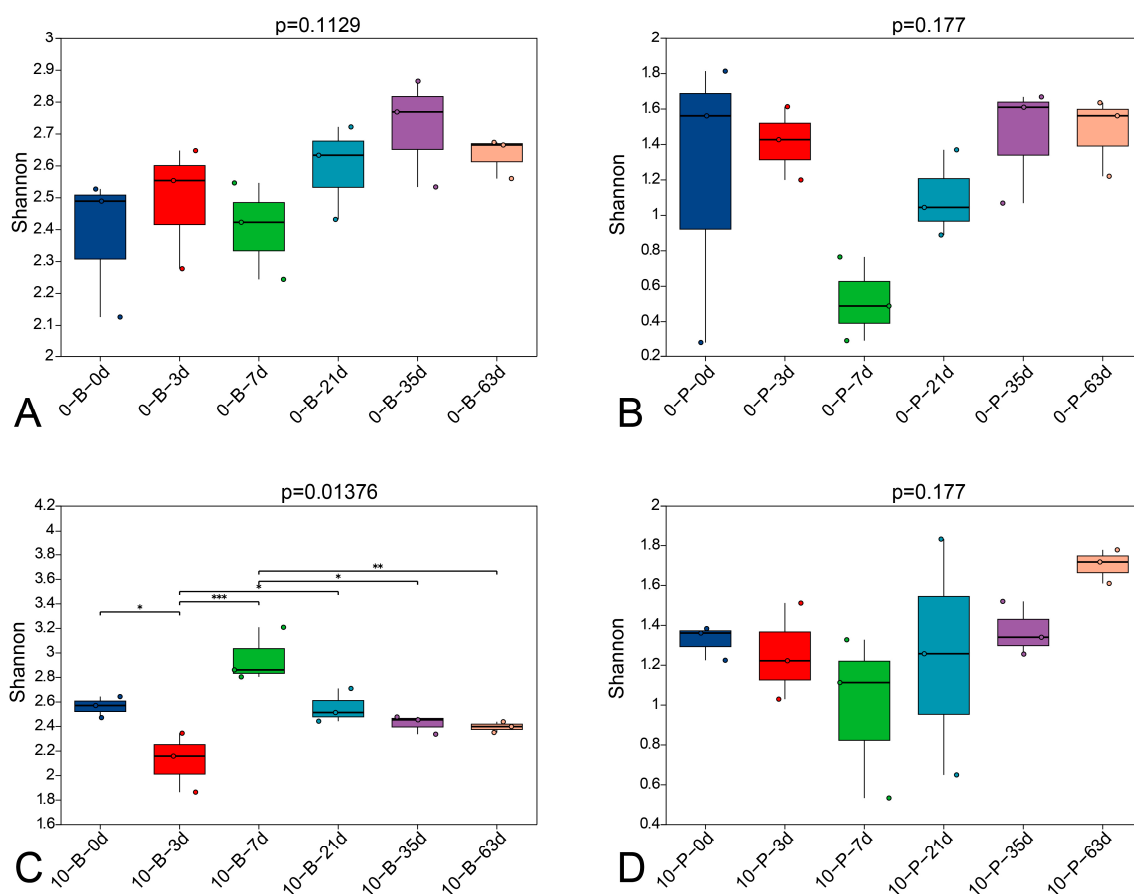 p=0.1129
Shannon
3
2.9
2.8
2.7
2.6
2.5
2.4
2.3
2.2
2.1
2
0-B-0d
0-B-3d
0-B-7d
0-B-21d
0-B-35d
0-B-63d
A
p=0.177
Shannon
2
1.8
1.6
1.4
1.2
1
0.8
0.6
0.4
0.2
0-P-0d
0-P-3d
0-P-7d
0-P-21d
0-P-35d
0-P-63d
B
p=0.01376
Shannon
4.2
4
3.8
3.6
3.4
3.2
3
2.8
2.6
2.4
2.2
2
1.8
1.6
*
***
*
*
**
10-B-0d
10-B-3d
10-B-7d
10-B-21d
10-B-35d
10-B-63d
C
p=0.177
Shannon
2
1.8
1.6
1.4
1.2
1
0.8
0.6
0.4
10-P-0d
10-P-3d
10-P-7d
10-P-21d
10-P-35d
10-P-63d
D